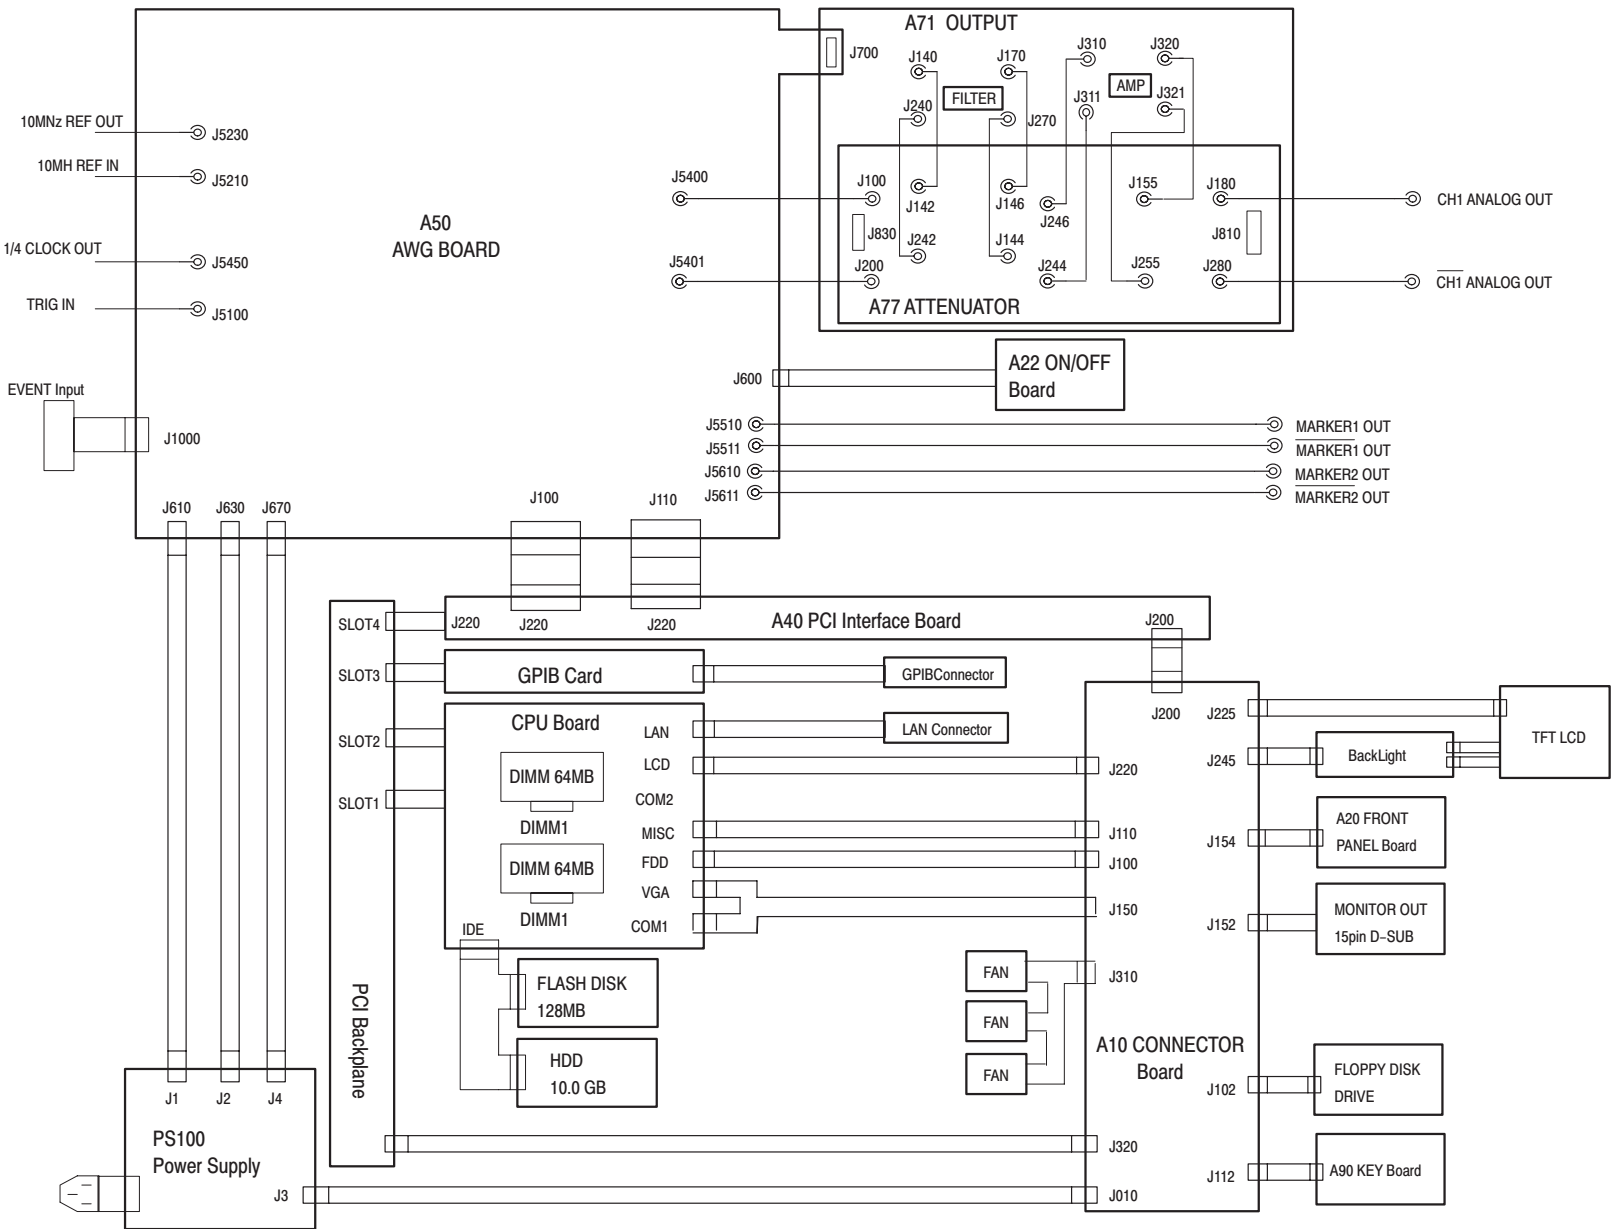 A71 OUTPUT
J700
J140
J170
J310
J320
FILTER
AMP
J240
J270
J311
J321
10MNz REF OUT
J5230
10MH REF IN
J5210
1/4 CLOCK OUT
J5450
TRIG IN
J5100
A50
AWG BOARD
J5400
J5401
J100
J142
J146
J246
J155
J180
CH1 ANALOG OUT
J830
J810
J242
J144
J200
J244
J255
J280
CH1 ANALOG OUT
A77 ATTENUATOR
EVENT Input
J1000
J600
A22 ON/OFF
Board
J5510
MARKER1 OUT
J5511
MARKER1 OUT
J5610
MARKER2 OUT
J5611
MARKER2 OUT
J610
J630
J670
J100
J110
SLOT4
J220
J220
J220
A40 PCI Interface Board
J200
SLOT3
GPIB Card
GPIBConnector
SLOT2
CPU Board
LAN
LAN Connector
LCD
COM2
MISC
FDD
VGA
COM1
SLOT1
DIMM 64MB
DIMM1
DIMM 64MB
DIMM1
IDE
FLASH DISK
128MB
HDD
10.0 GB
PCI Backplane
J200
J225
TFT LCD
J245
BackLight
J220
J110
J154
A20 FRONT
PANEL Board
J100
J150
J152
MONITOR OUT
15pin D-SUB
FAN
J310
FAN
FAN
A10 CONNECTOR
Board
J102
FLOPPY DISK
DRIVE
J320
J112
A90 KEY Board
J010
J1
J2
J4
PS100
Power Supply
J3